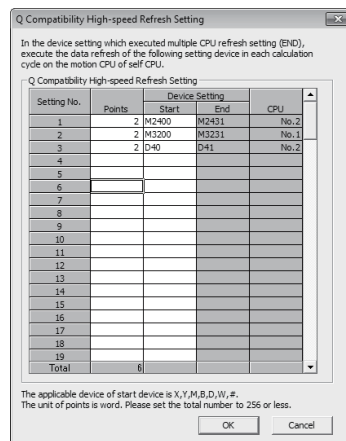 Q Compatibility High-speed Refresh Setting
In the device setting which executed multiple CPU refresh setting (END),
execute the data refresh of the following setting device in each calculation
cycle on the motion CPU of self CPU.
Q Compatibility High-speed Refresh Setting
Setting No. Points Device Setting CPU
Start End
1 2 M2400 M2431 No.2
2 2 M3200 M3231 No.1
3 2 D40 D41 No.2
4
5
6
7
8
9
10
11
12
13
14
15
16
17
18
19
Total 6
The applicable device of start device is X,Y,M,B,D,W,#.
The unit of points is word. Please set the total number to 256 or less.
OK Cancel